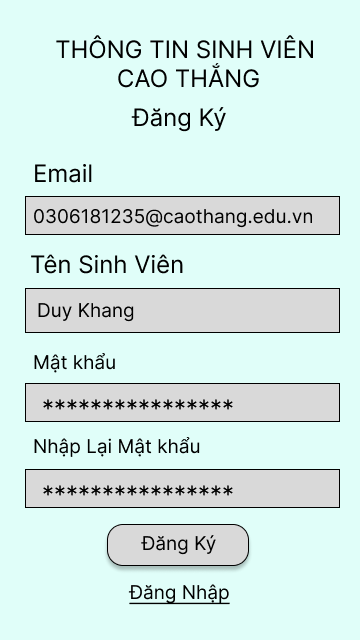 THÔNG TIN SINH VIÊN
CAO THẮNG
Đăng Ký
Email
0306181235@caothang.edu.vn
Tên Sinh Viên
Duy Khang
Mật khẩu
****************
Nhập Lại Mật khẩu
****************
Đăng Ký
Đăng Nhập